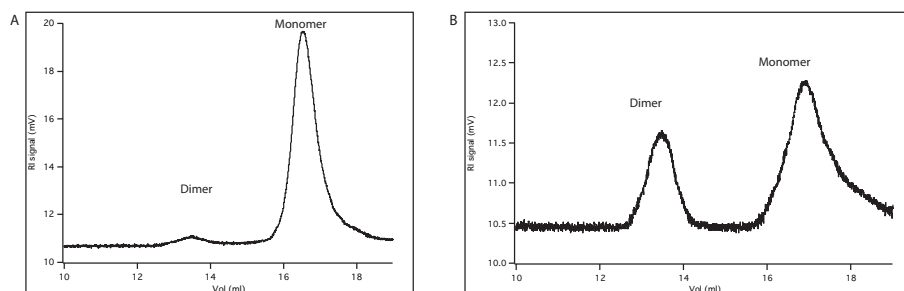 A
Monomer
Dimer
RI signal (mV)
20
18
16
14
12
10
10
12
14
16
18
Vol (ml)
B
Monomer
Dimer
RI signal (mV)
13.0
12.5
12.0
11.5
11.0
10.5
10.0
10
12
14
16
18
Vol (ml)